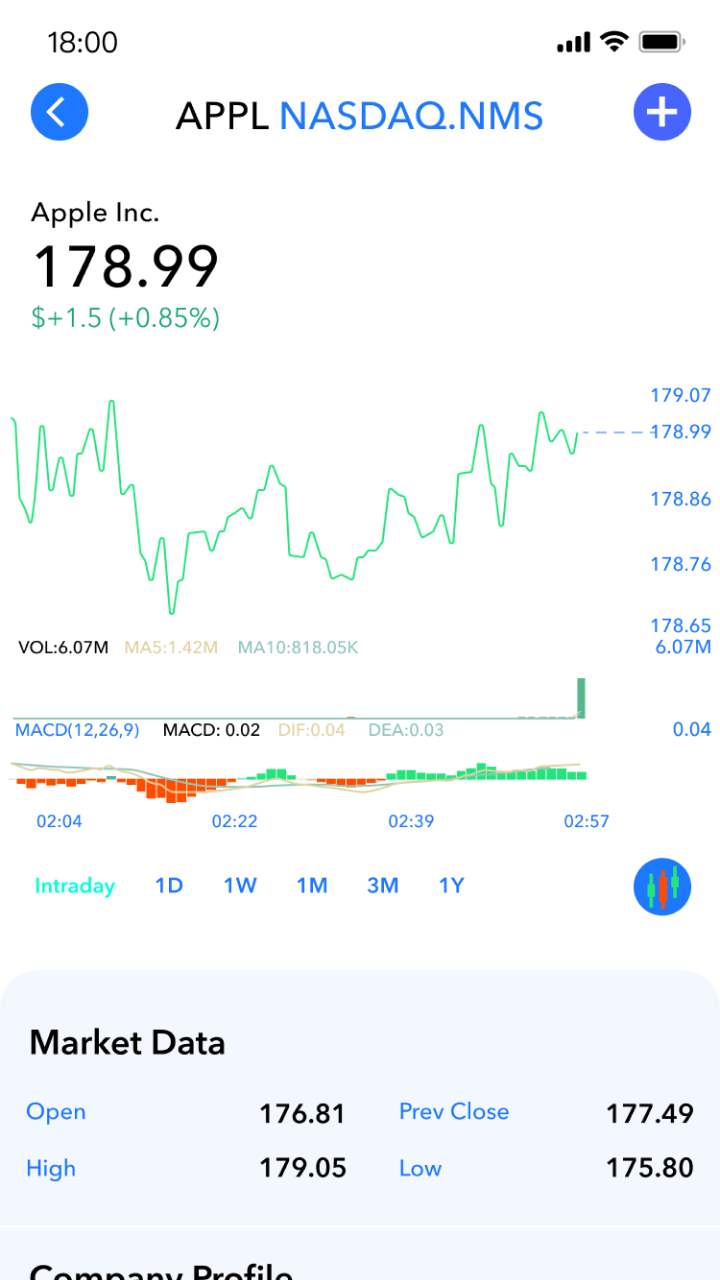 18:00
APPL NASDAQ.NMS
Apple Inc.
178.99
$+1.5 (+0.85%)
179.07
178.99
178.86
178.76
178.65
VOL:6.07M MA5:1.42M MA10:818.05K 6.07M
MACD(12,26,9) MACD: 0.02 DIF:0.04 DEA:0.03 0.04
02:04 02:22 02:39 02:57
Intraday 1D 1W 1M 3M 1Y
Market Data
Open 176.81 Prev Close 177.49
High 179.05 Low 175.80
Company Profile